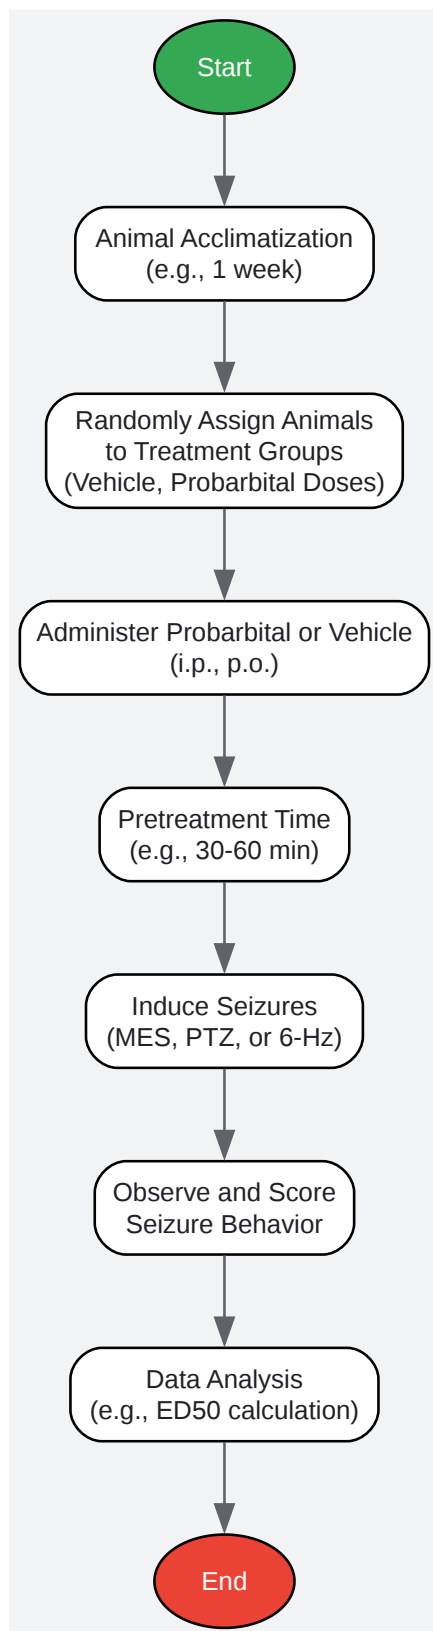 Start
Animal Acclimatization
(e.g., 1 week)
Randomly Assign Animals
to Treatment Groups
(Vehicle, Probarbital Doses)
Administer Probarbital or Vehicle
(i.p., p.o.)
Pretreatment Time
(e.g., 30-60 min)
Induce Seizures
(MES, PTZ, or 6-Hz)
Observe and Score
Seizure Behavior
Data Analysis
(e.g., ED50 calculation)
End